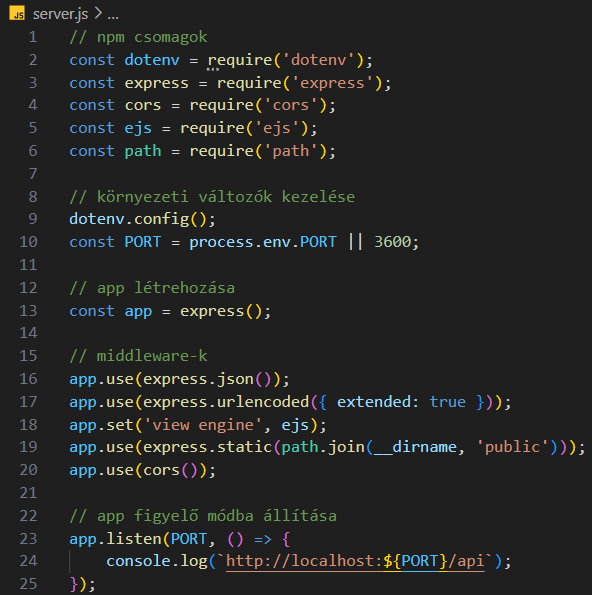 JS server.js > ...
1 // npm csomagok
2 const dotenv = require('dotenv');
3 const express = require('express');
4 const cors = require('cors');
5 const ejs = require('ejs');
6 const path = require('path');
7
8 // környezeti változók kezelése
9 dotenv.config();
10 const PORT = process.env.PORT || 3600;
11
12 // app létrehozása
13 const app = express();
14
15 // middleware-k
16 app.use(express.json());
17 app.use(express.urlencoded({ extended: true }));
18 app.set('view engine', ejs);
19 app.use(express.static(path.join(__dirname, 'public')));
20 app.use(cors());
21
22 // app figyelő módba állítása
23 app.listen(PORT, () => {
24     console.log(`http://localhost:${PORT}/api`);
25 });